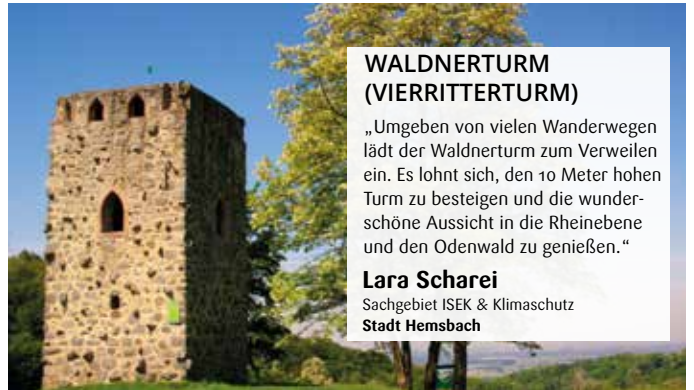 WALDNERTURM
(VIERRITTERTURM)
„Umgeben von vielen Wanderwegen
lädt der Waldnerturm zum Verweilen
ein. Es lohnt sich, den 10 Meter hohen
Turm zu besteigen und die wunder-
schöne Aussicht in die Rheinebene
und den Odenwald zu genießen.“
Lara Scharei
Sachgebiet ISEK & Klimaschutz
Stadt Hemsbach